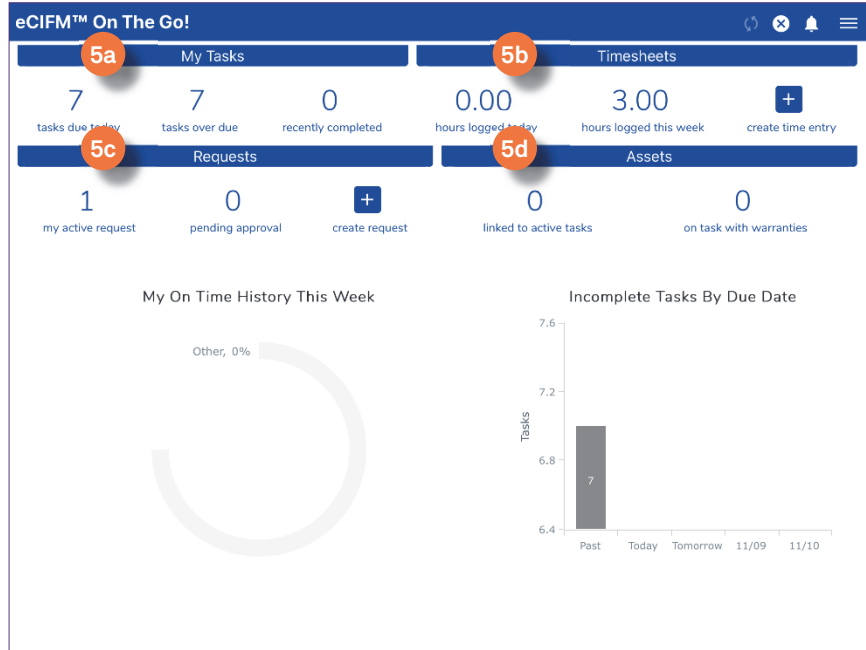 eCIFM™ On The Go!
5a
My Tasks
5b
Timesheets
7
7
0
0.00
3.00
+
tasks due today
tasks over due
recently completed
hours logged today
hours logged this week
create time entry
5c
Requests
5d
Assets
1
0
+
0
0
my active request
pending approval
create request
linked to active tasks
on task with warranties
My On Time History This Week
Other, 0%
Incomplete Tasks By Due Date
7.6
7.2
6.8
6.4
Tasks
7
Past
Today
Tomorrow
11/09
11/10